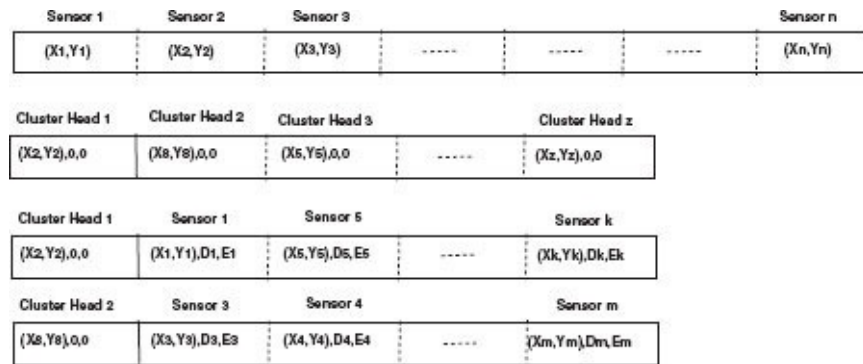 Sensor 1 Sensor 2 Sensor 3 Sensor n
(X1,Y1) (X2,Y2) (X3,Y3) ----- ----- ----- (Xn,Yn)
Cluster Head 1 Cluster Head 2 Cluster Head 3 Cluster Head z
(X2,Y2),0,0 (X8,Y8),0,0 (X5,Y5),0,0 ----- (Xz,Yz),0,0
Cluster Head 1 Sensor 1 Sensor 5 Sensor k
(X2,Y2),0,0 (X1,Y1),D1,E1 (X5,Y5),D5,E5 ----- (Xk,Yk),Dk,Ek
Cluster Head 2 Sensor 3 Sensor 4 Sensor m
(X8,Y8),0,0 (X3,Y3),D3,E3 (X4,Y4),D4,E4 ----- (Xm,Ym),Dm,Em